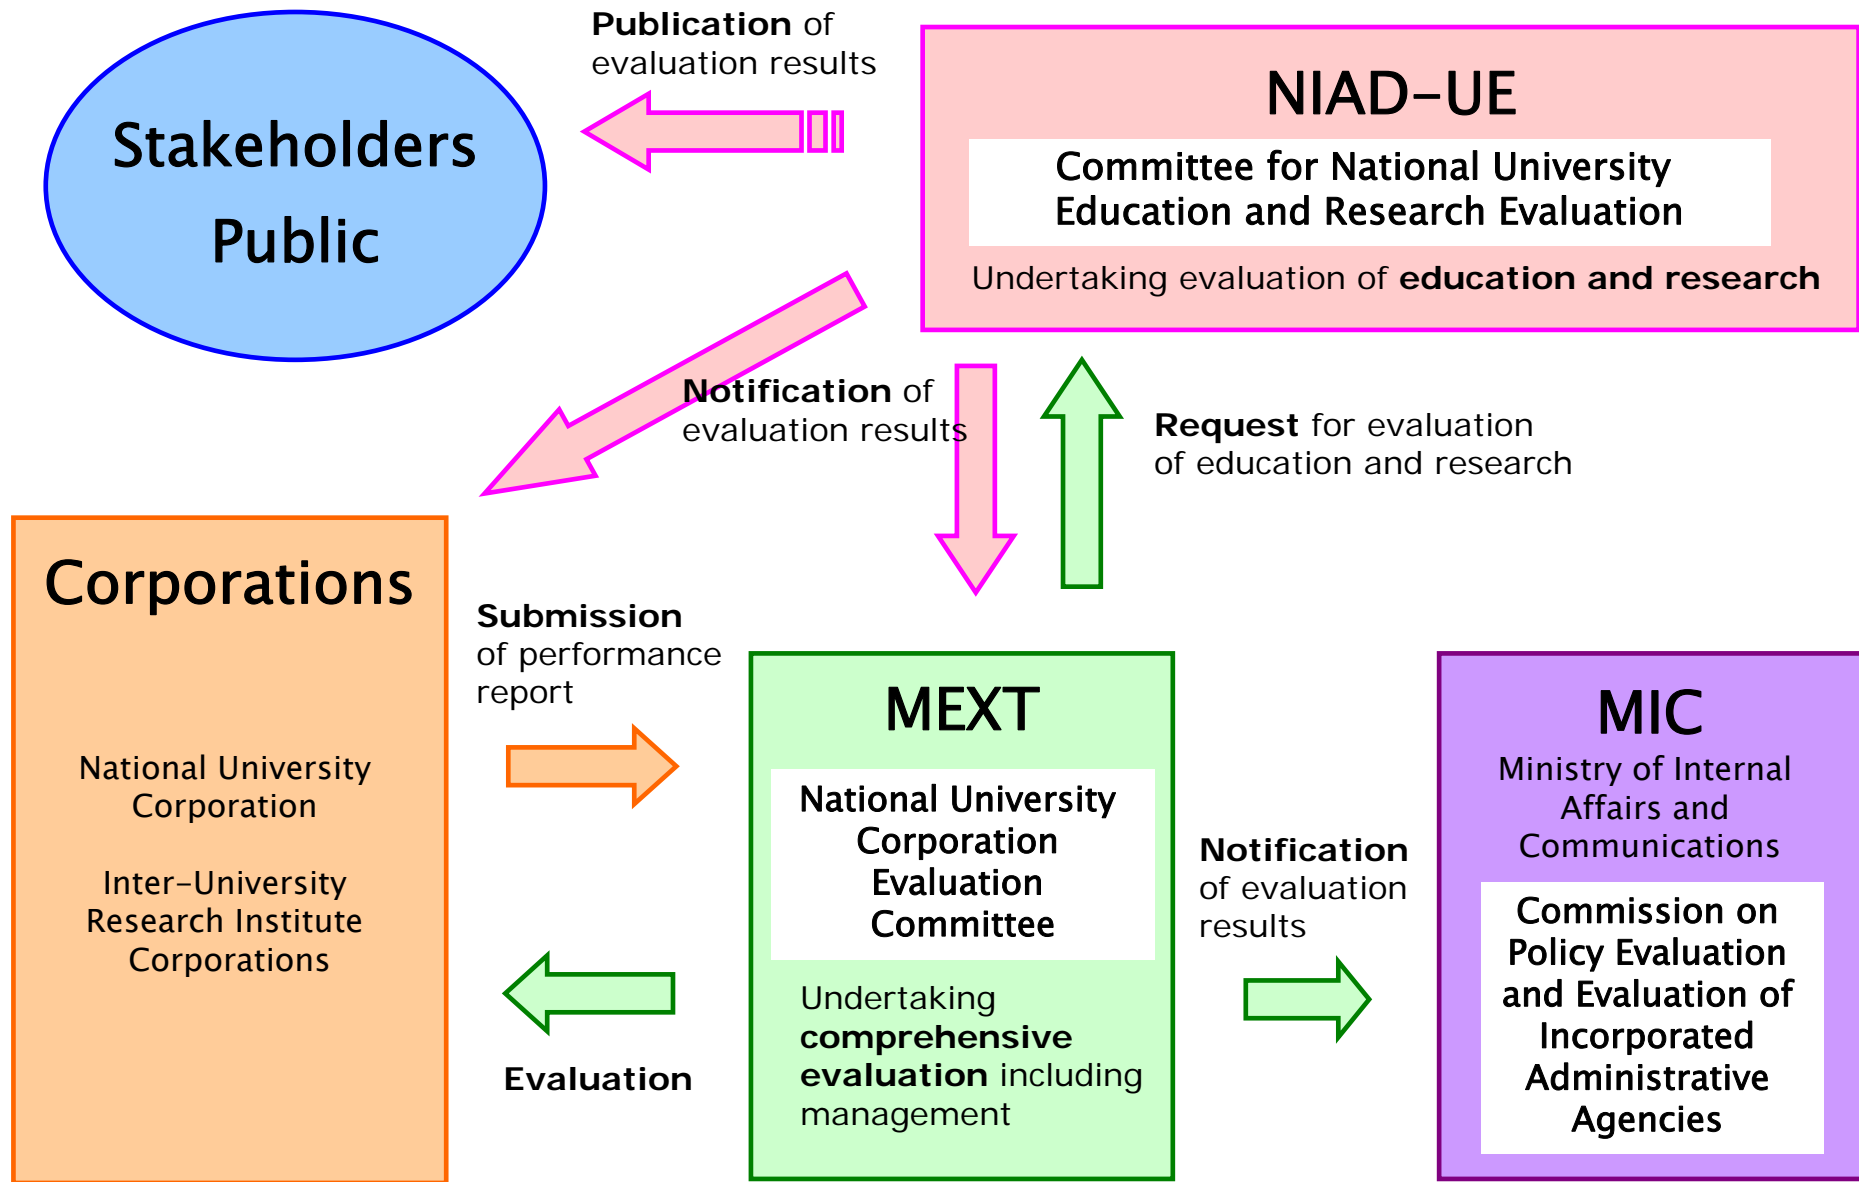 Publication of
evaluation results
Stakeholders
Public
NIAD-UE
Committee for National University
Education and Research Evaluation
Undertaking evaluation of education and research
Notification of
evaluation results
Request for evaluation
of education and research
Corporations
National University
Corporation
Inter-University
Research Institute
Corporations
Submission
of performance
report
Evaluation
MEXT
National University
Corporation
Evaluation
Committee
Undertaking
comprehensive
evaluation including
management
Notification
of evaluation
results
MIC
Ministry of Internal
Affairs and
Communications
Commission on
Policy Evaluation
and Evaluation of
Incorporated
Administrative
Agencies